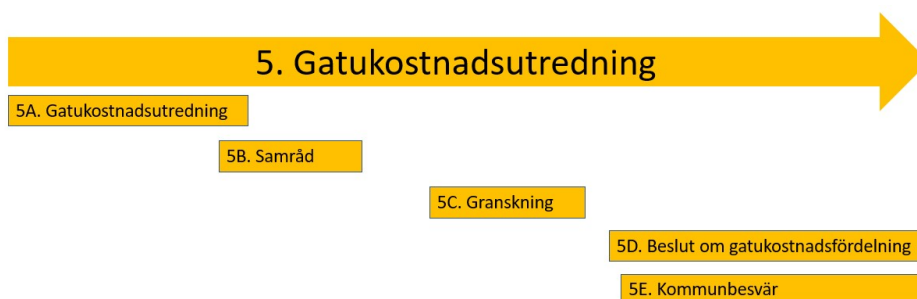 5. Gatukostnadsutredning
5A. Gatukostnadsutredning
5B. Samråd
5C. Granskning
5D. Beslut om gatukostnadsfördelning
5E. Kommunbesvär